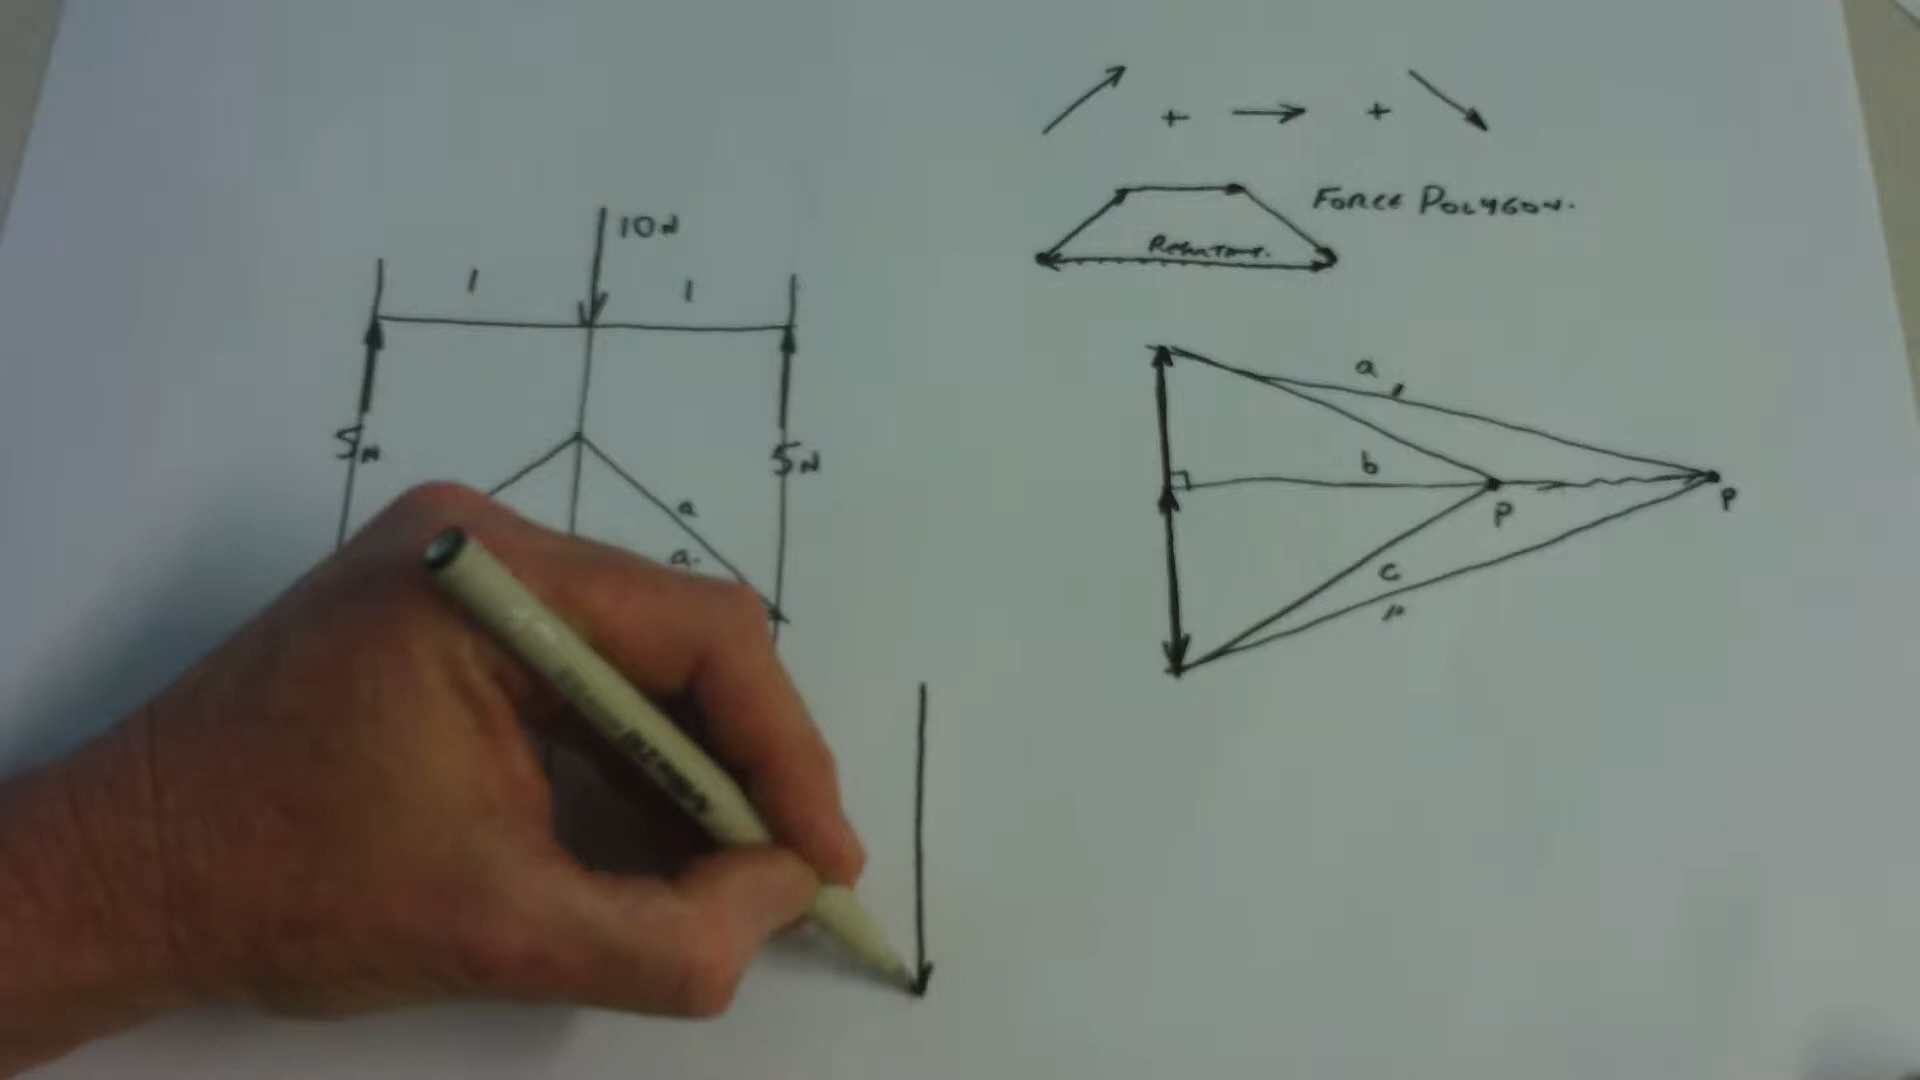 10N
1
1
5N
5N
a
a.
+
+
FORCE POLYGON.
RESULTANT.
a,
b
P
P
c
"